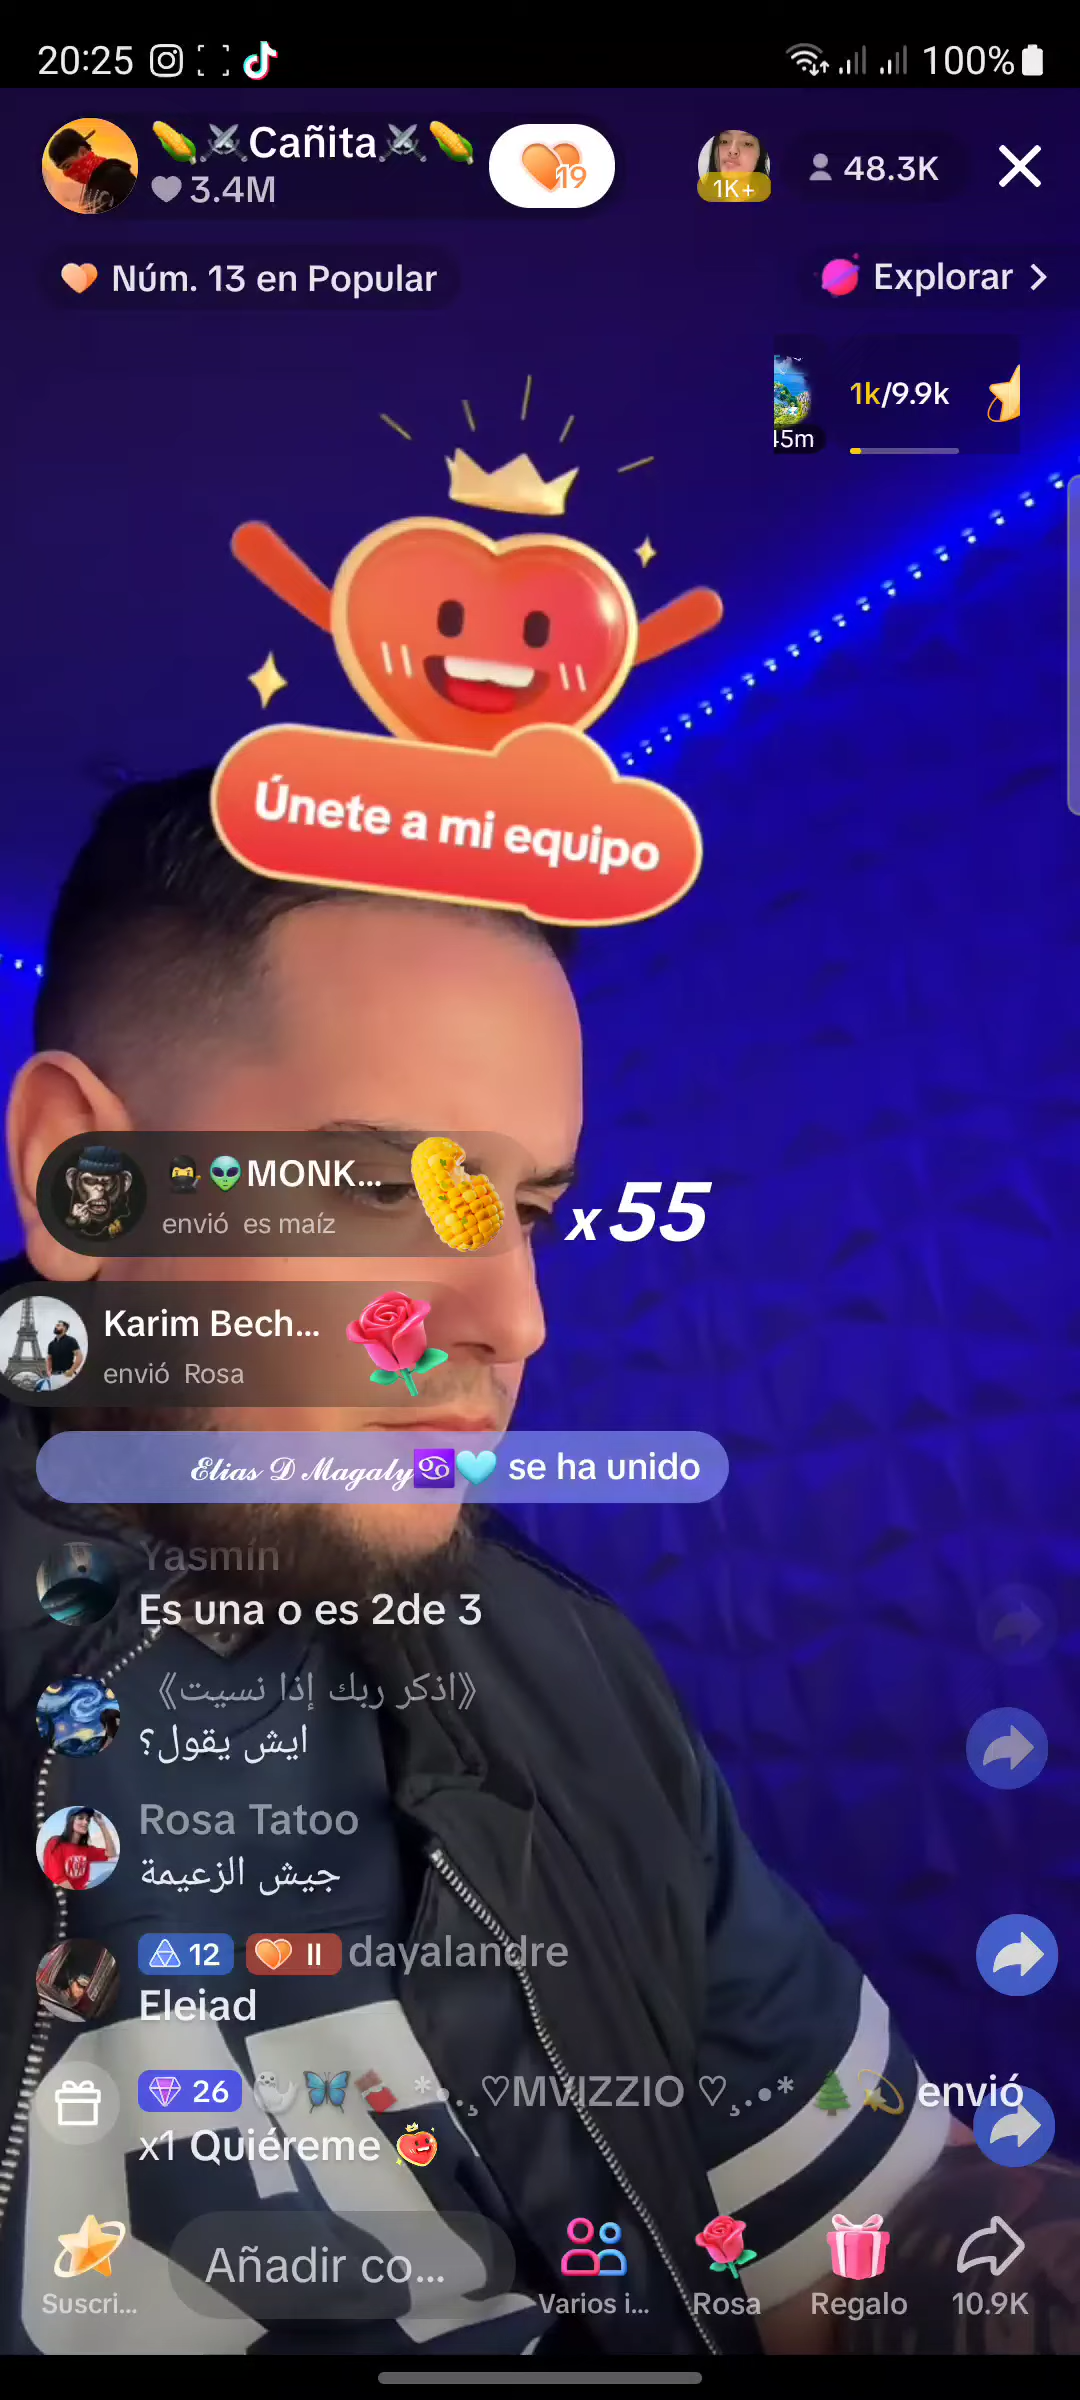 20:25
100%
🌽⚔️Cañita⚔️🌽
3.4M
19
1K+
48.3K
Núm. 13 en Popular
Explorar
1k/9.9k
45m
Únete a mi equipo
🥷👽MONK...
envió es maíz
x 55
Karim Bech...
envió Rosa
𝓔𝓵𝓲𝓪𝓼 𝓓 𝓜𝓪𝓰𝓪𝓵𝔂♋🩵 se ha unido
Yasmín
Es una o es 2de 3
《اذكر ربك إذا نسيت》
ايش يقول؟
Rosa Tatoo
جيش الزعيمة
12 II dayalandre
Eleiad
26 👻🦋🍫*•.¸♡MVIZZIO ♡¸.•*🌲💫 envió
x1 Quiéreme
Añadir co...
Suscri...
Varios i...
Rosa
Regalo
10.9K